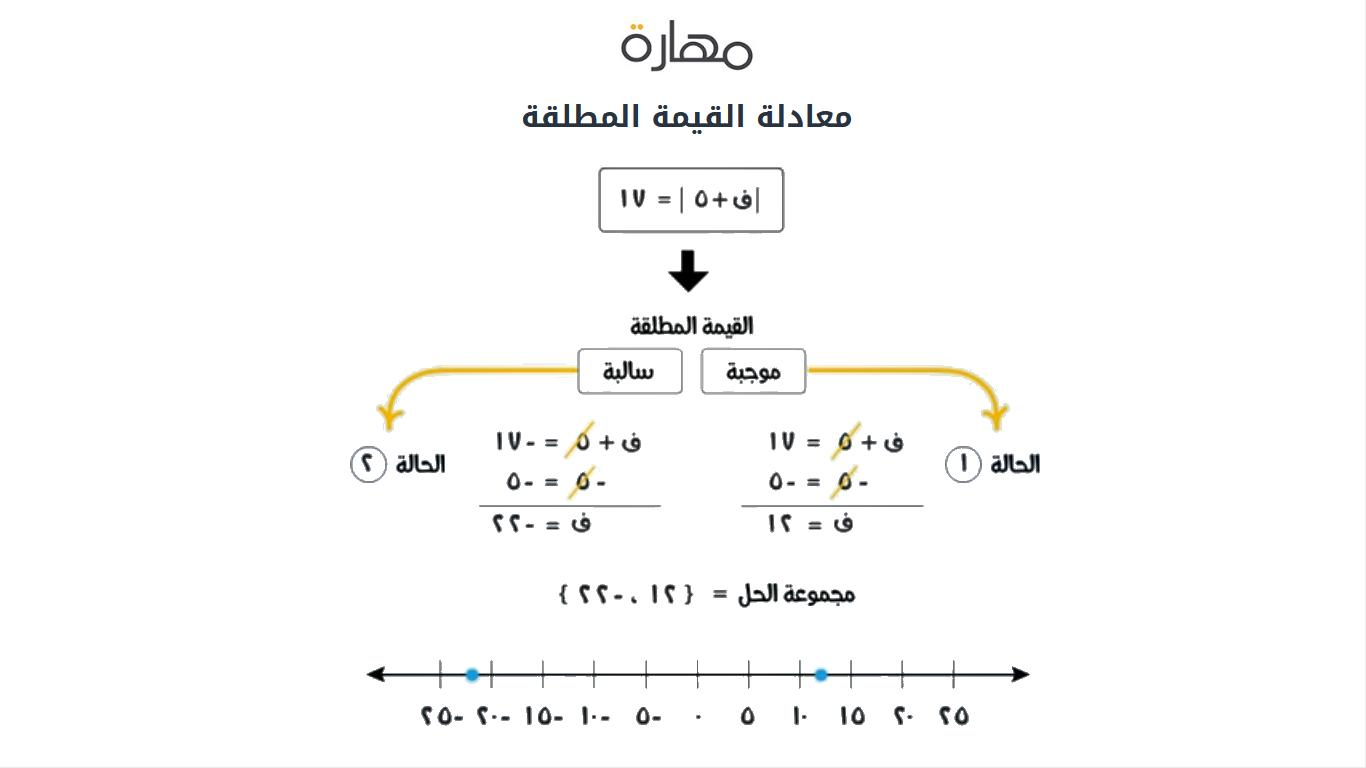 مهارة
معادلة القيمة المطلقة
|ف + ٥ | = ١٧
القيمة المطلقة
موجبة
سالبة
الحالة ١
ف + ٥ = ١٧
- ٥ = -٥
ف = ١٢
الحالة ٢
ف + ٥ = -١٧
- ٥ = -٥
ف = -٢٢
مجموعة الحل = { ١٢ ، -٢٢ }
-٢٥ -٢٠ -١٥ -١٠ -٥ ٠ ٥ ١٠ ١٥ ٢٠ ٢٥